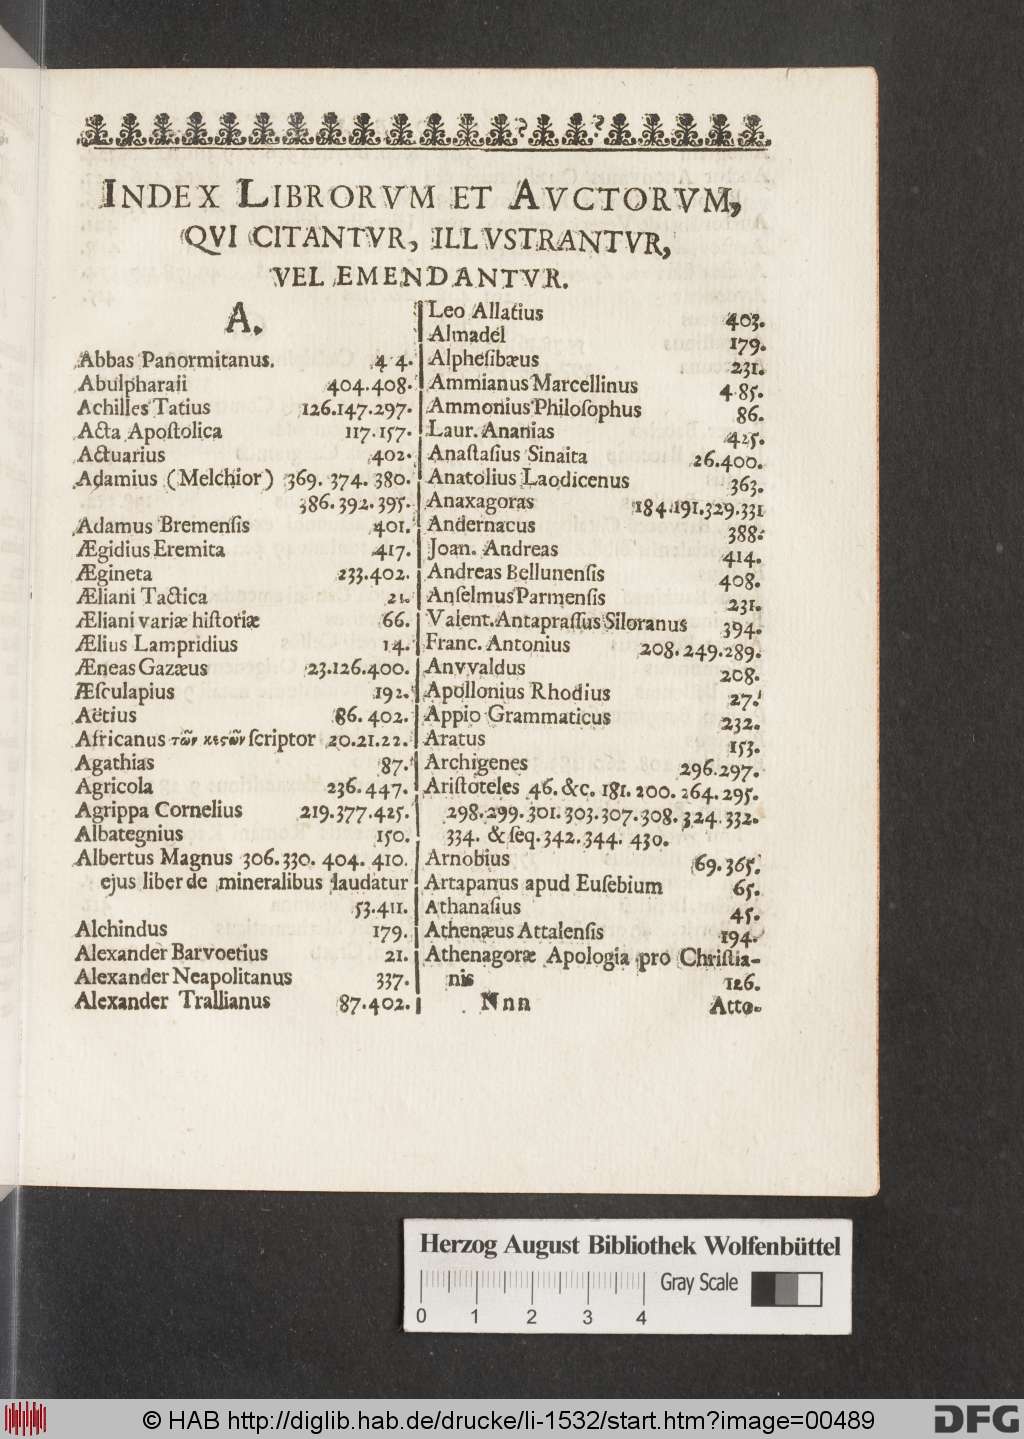 INDEX LIBRORVM ET AVCTORVM,
QVI CITANTVR, ILLVSTRANTVR,
VEL EMENDANTVR.
A.
Abbas Panormitanus. 4 4.
Abulpharaii 404.408.
Achilles Tatius 126.147.297.
Acta Apoſtolica 117.157.
Actuarius 402.
Adamius (Melchior) 369. 374. 380.
386.392.395.
Adamus Bremenſis 401.
Ægidius Eremita 417.
Ægineta 233.402.
Æliani Tactica 21.
Æliani variæ hiſtoriæ 66.
Ælius Lampridius 14.
Æneas Gazæus 23.126.400.
Æſculapius 192.
Aëtius 86. 402.
Africanus τῶν κεςῶν ſcriptor 20.21.22.
Agathias 87.
Agricola 236.447.
Agrippa Cornelius 219.377.425.
Albategnius 150.
Albertus Magnus 306.330. 404. 410.
ejus liber de mineralibus laudatur
53.411.
Alchindus 179.
Alexander Barvoetius 21.
Alexander Neapolitanus 337.
Alexander Trallianus 87.402.
Leo Allatius 403.
Almadel 179.
Alpheſibæus 231.
Ammianus Marcellinus 485.
Ammonius Philoſophus 86.
Laur. Ananias 425.
Anaſtaſius Sinaita 26.400.
Anatolius Laodicenus 363.
Anaxagoras 184.191.329.331
Andernacus 388.
Joan. Andreas 414.
Andreas Bellunenſis 408.
Anſelmus Parmenſis 231.
Valent. Antapraſſus Siloranus 394.
Franc. Antonius 208.249.289.
Anvvaldus 208.
Apollonius Rhodius 27.
Appio Grammaticus 232.
Aratus 153.
Archigenes 296.297.
Ariſtoteles 46. &c. 181. 200. 264. 295.
298.299. 301. 303.307. 308. 324. 332.
334. & ſeq. 342. 344. 430.
Arnobius 69.365.
Artapanus apud Euſebium 65.
Athanaſius 45.
Athenæus Attalenſis 194.
Athenagoræ Apologia pro Chriſtia-
nis 126.
Nnn Atto-
Herzog August Bibliothek Wolfenbüttel
Gray Scale
0 1 2 3 4
© HAB http://diglib.hab.de/drucke/li-1532/start.htm?image=00489
DFG